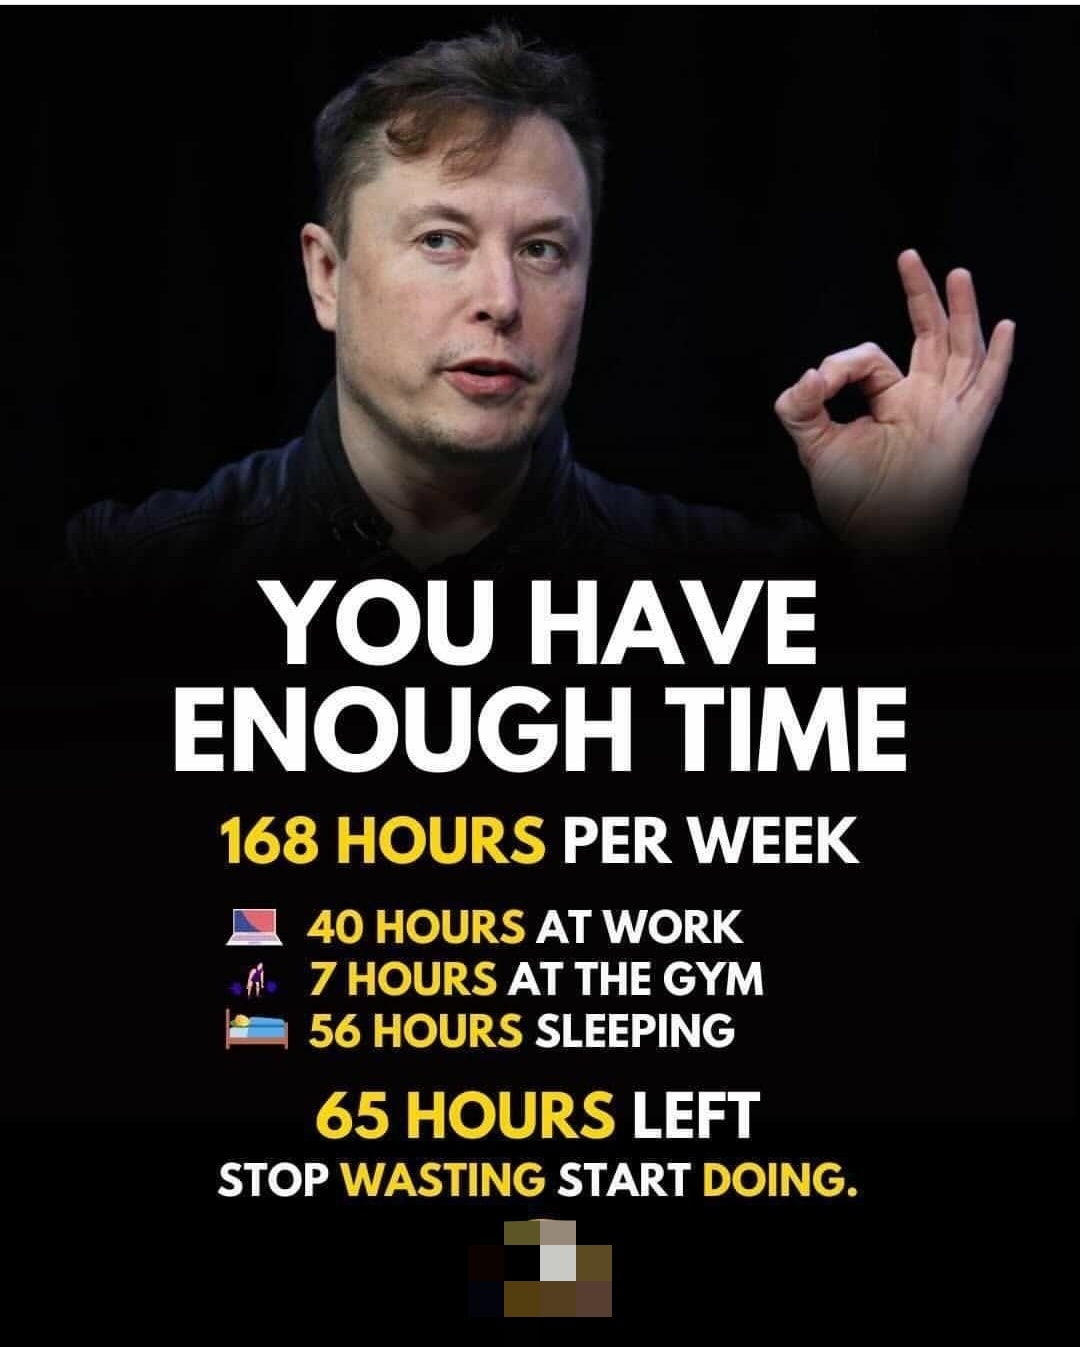 YOU HAVE
ENOUGH TIME
168 HOURS PER WEEK
40 HOURS AT WORK
7 HOURS AT THE GYM
56 HOURS SLEEPING
65 HOURS LEFT
STOP WASTING START DOING.